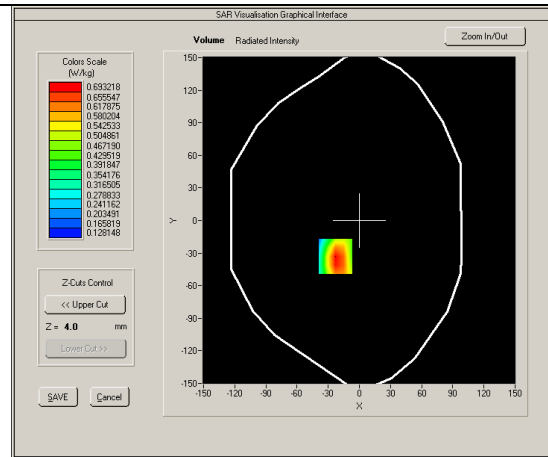 SAR Visualisation Graphical Interface
Volume Radiated Intensity
Zoom In/Out
Colors Scale
(W/kg)
0.693218
0.655547
0.617875
0.580204
0.542533
0.504861
0.467190
0.429519
0.391847
0.354176
0.316505
0.278833
0.241162
0.203491
0.165819
0.128148
Z-Cuts Control
<< Upper Cut
Z = 4.0 mm
Lower Cut >>
SAVE Cancel
150-
120-
90-
60-
30-
0-
-30-
-60-
-90-
-120-
-150-
Y
-150 -120 -90 -60 -30 0 30 60 90 120 150
X